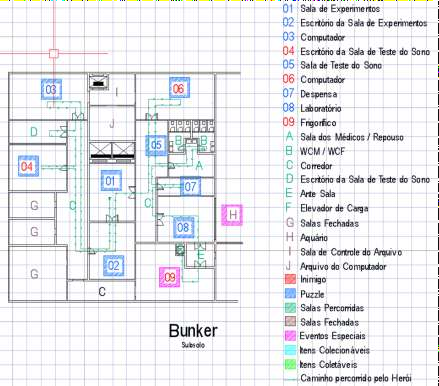 01 Sala de Experimentos
02 Escritório da Sala de Experimentos
03 Computador
04 Escritório da Sala de Teste do Sono
05 Sala de Teste do Sono
06 Computador
07 Despensa
08 Laboratório
09 Frigorífico
A Sala dos Médicos / Repouso
B WCM / WCF
C Corredor
D Escritório da Sala de Teste do Sono
E Ante Sala
F Elevador de Carga
G Salas Fechadas
H Aquário
I Sala de Controle do Arquivo
J Arquivo do Computador
Inimigo
Puzzle
Salas Percorridas
Salas Fechadas
Eventos Especiais
Itens Colecionáveis
Itens Coletáveis
Caminho percorrido pelo Herói
03
I
06
D
J
05
B
B
04
A
01
07
G
C
C
H
G
08
G
02
E
09
C
Bunker
Subsolo